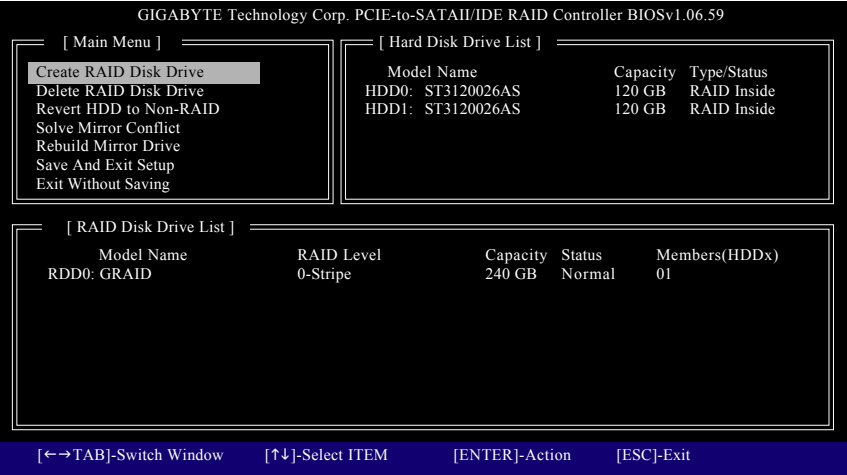 GIGABYTE Technology Corp. PCIE-to-SATAII/IDE RAID Controller BIOSv1.06.59
[ Main Menu ]
Create RAID Disk Drive
Delete RAID Disk Drive
Revert HDD to Non-RAID
Solve Mirror Conflict
Rebuild Mirror Drive
Save And Exit Setup
Exit Without Saving
[ Hard Disk Drive List ]
Model Name Capacity Type/Status
HDD0: ST3120026AS 120 GB RAID Inside
HDD1: ST3120026AS 120 GB RAID Inside
[ RAID Disk Drive List ]
Model Name RAID Level Capacity Status Members(HDDx)
RDD0: GRAID 0-Stripe 240 GB Normal 01
[←→TAB]-Switch Window [↑↓]-Select ITEM [ENTER]-Action [ESC]-Exit